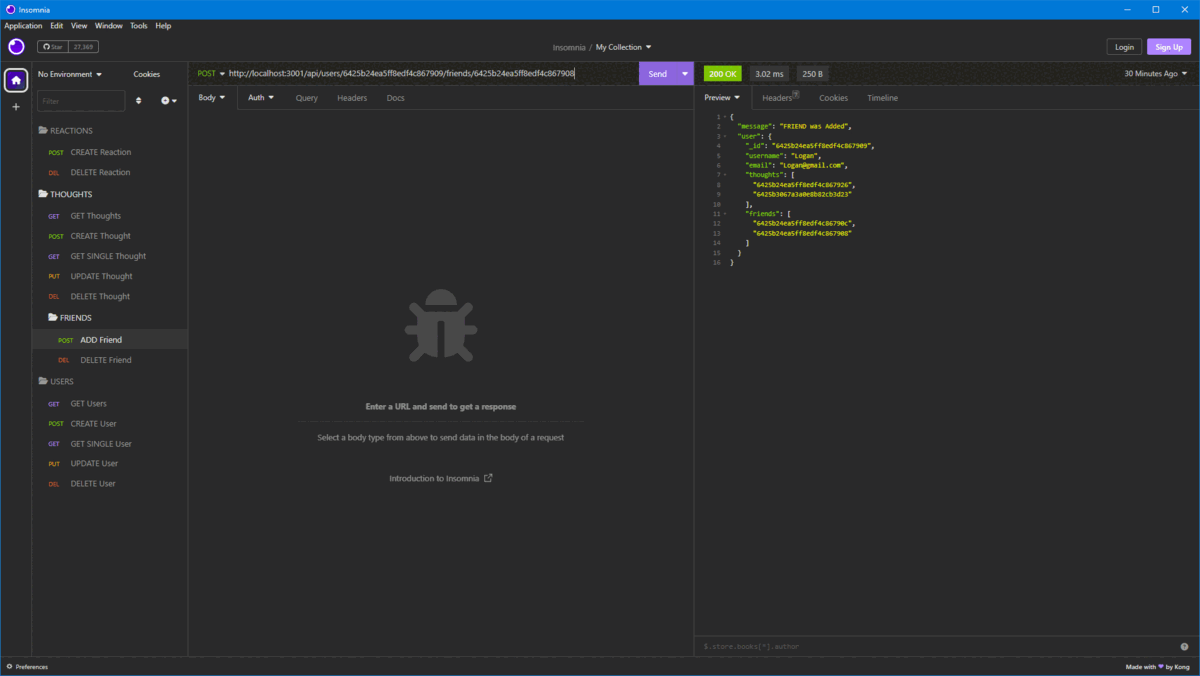 Insomnia
Application Edit View Window Tools Help
Star 27,369
Insomnia / My Collection
Login Sign Up
No Environment Cookies
POST http://localhost:3001/api/users/6425b24ea5ff8edf4c867909/friends/6425b24ea5ff8edf4c867908
Send
200 OK 3.02 ms 250 B
30 Minutes Ago
Filter
Body Auth Query Headers Docs
Preview Headers 7 Cookies Timeline
REACTIONS
POST CREATE Reaction
DEL DELETE Reaction
THOUGHTS
GET GET Thoughts
POST CREATE Thought
GET GET SINGLE Thought
PUT UPDATE Thought
DEL DELETE Thought
FRIENDS
POST ADD Friend
DEL DELETE Friend
USERS
GET GET Users
POST CREATE User
GET GET SINGLE User
PUT UPDATE User
DEL DELETE User
Enter a URL and send to get a response
Select a body type from above to send data in the body of a request
Introduction to Insomnia
1 {
2 "message": "FRIEND was Added",
3 "user": {
4 "_id": "6425b24ea5ff8edf4c867909",
5 "username": "Logan",
6 "email": "Logan@gmail.com",
7 "thoughts": [
8 "6425b24ea5ff8edf4c867926",
9 "6425b3067a3a0e8b82cb3d23"
10 ],
11 "friends": [
12 "6425b24ea5ff8edf4c86790c",
13 "6425b24ea5ff8edf4c867908"
14 ]
15 }
16 }
$.store.books[*].author
Preferences
Made with by Kong